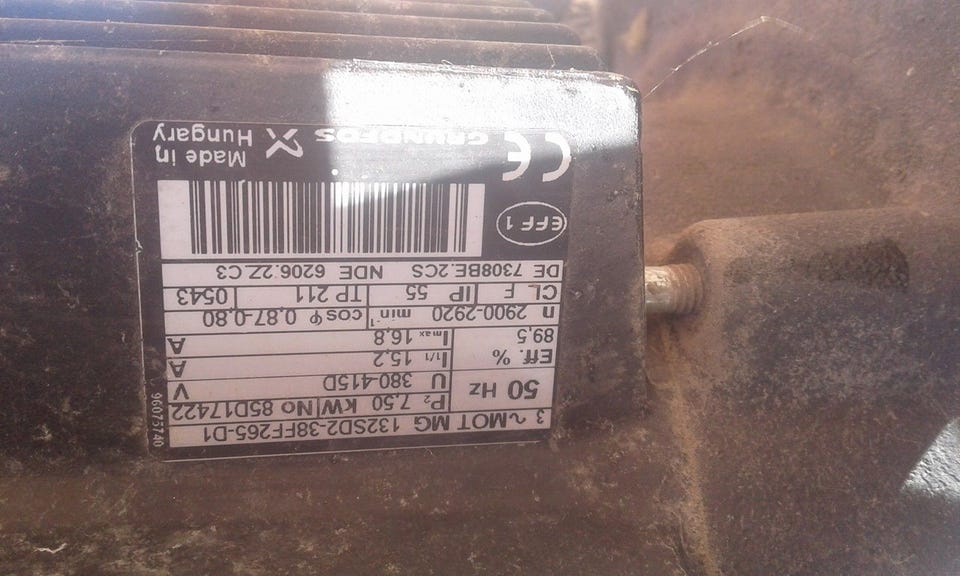 3~MOT MG 132SD2-38FF265-D1
P2 7,50 kW No 85D17422
50 Hz U 380-415D V
Eff. % I1/1 15,2 A
89,5 Imax 16,8 A
n 2900-2920 min-1 cosφ 0,87-0,80
CL F IP 55 TP 211 0543
DE 7308BE.2CS NDE 6206.2Z.C3
EFF 1
CE GRUNDFOS Made in
Hungary
96075740